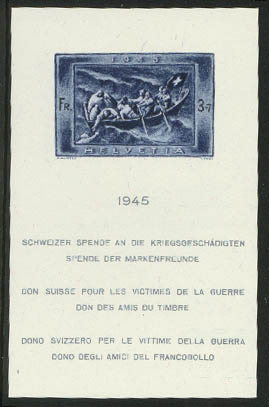 1945
FR. 3.-
HELVETIA
1945
SCHWEIZER SPENDE AN DIE KRIEGSGESCHÄDIGTEN
SPENDE DER MARKENFREUNDE
DON SUISSE POUR LES VICTIMES DE LA GUERRE
DON DES AMIS DU TIMBRE
DONO SVIZZERO PER LE VITTIME DELLA GUERRA
DONO DEGLI AMICI DEL FRANCOBOLLO